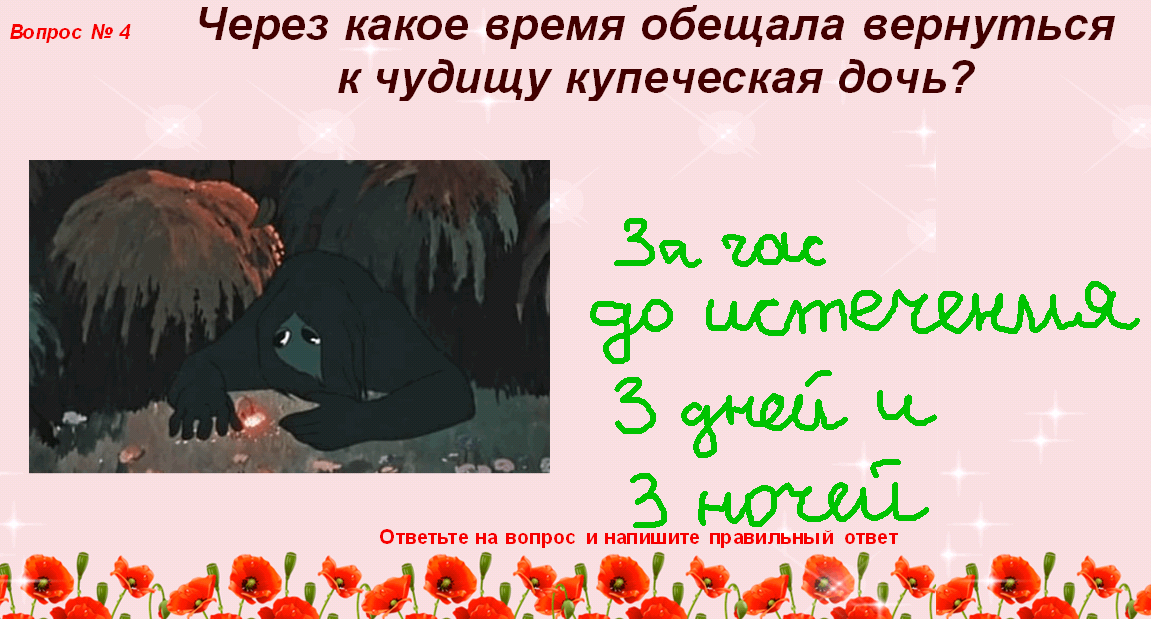 Вопрос № 4
Через какое время обещала вернуться
к чудищу купеческая дочь?
За час
до истечения
3 дней и
3 ночей
Ответьте на вопрос и напишите правильный ответ